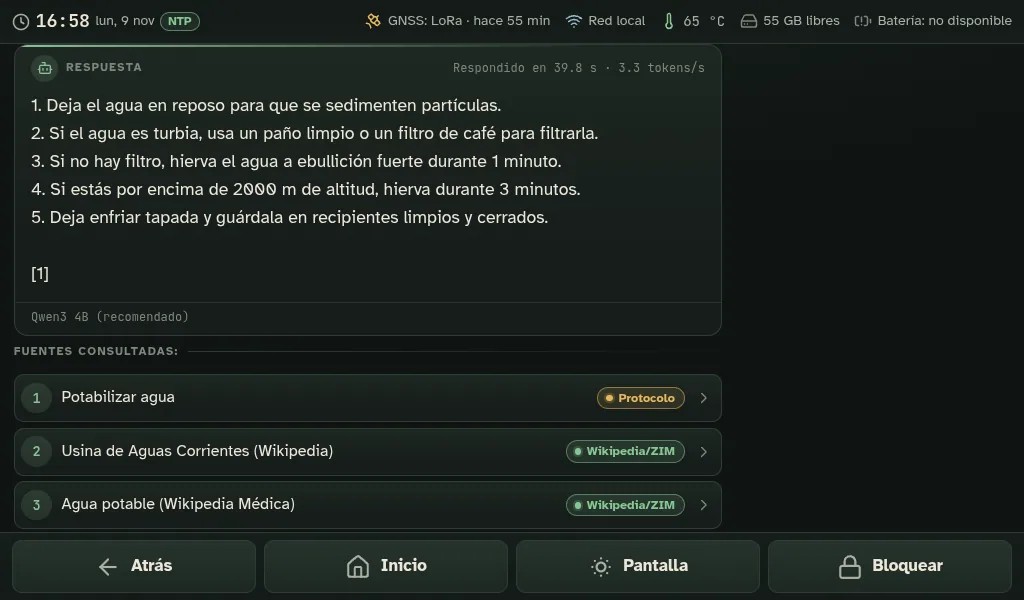 16:58 lun, 9 nov NTP GNSS: LoRa · hace 55 min Red local 65 °C 55 GB libres Batería: no disponible
RESPUESTA Respondido en 39.8 s · 3.3 tokens/s
1. Deja el agua en reposo para que se sedimenten partículas.
2. Si el agua es turbia, usa un paño limpio o un filtro de café para filtrarla.
3. Si no hay filtro, hierva el agua a ebullición fuerte durante 1 minuto.
4. Si estás por encima de 2000 m de altitud, hierva durante 3 minutos.
5. Deja enfriar tapada y guárdala en recipientes limpios y cerrados.
[1]
Qwen3 4B (recomendado)
FUENTES CONSULTADAS:
1 Potabilizar agua Protocolo
2 Usina de Aguas Corrientes (Wikipedia) Wikipedia/ZIM
3 Agua potable (Wikipedia Médica) Wikipedia/ZIM
Atrás Inicio Pantalla Bloquear